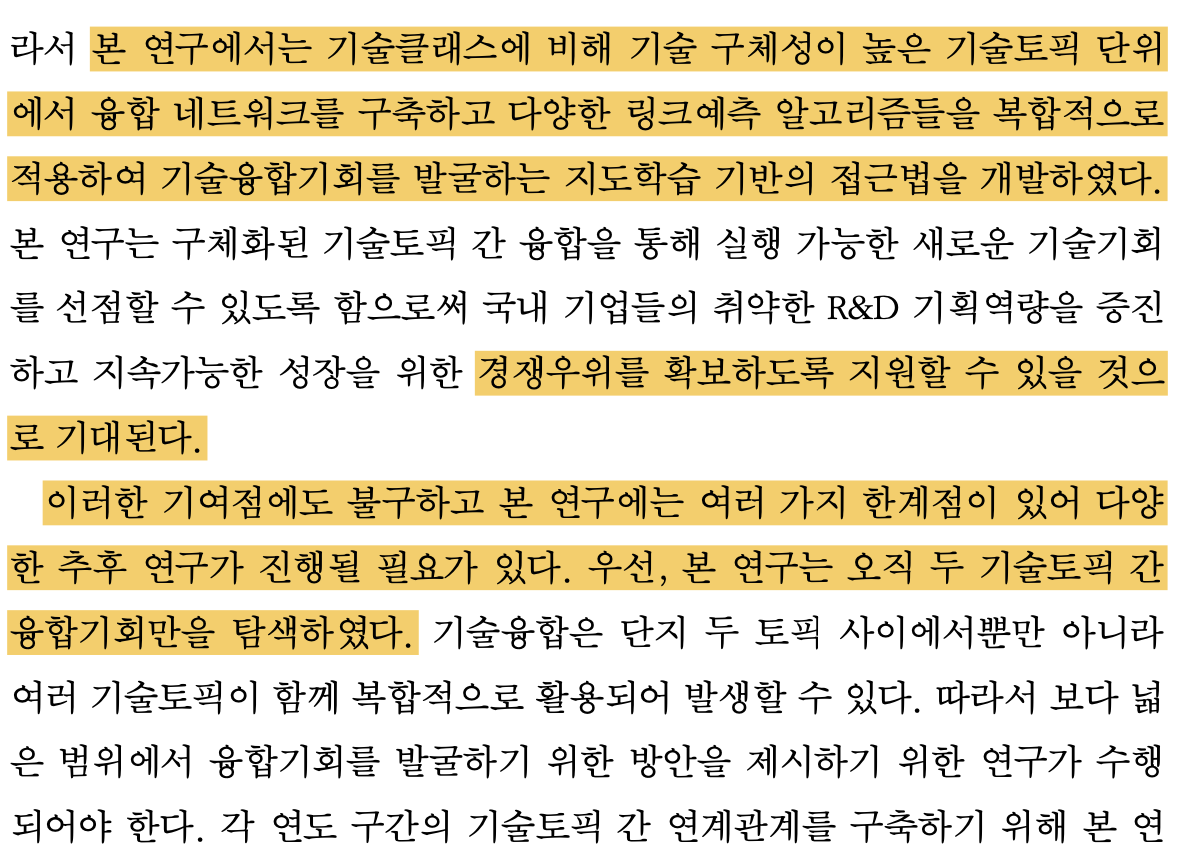 라서 본 연구에서는 기술클래스에 비해 기술 구체성이 높은 기술토픽 단위
에서 융합 네트워크를 구축하고 다양한 링크예측 알고리즘들을 복합적으로
적용하여 기술융합기회를 발굴하는 지도학습 기반의 접근법을 개발하였다.
본 연구는 구체화된 기술토픽 간 융합을 통해 실행 가능한 새로운 기술기회
를 선점할 수 있도록 함으로써 국내 기업들의 취약한 R&D 기획역량을 증진
하고 지속가능한 성장을 위한 경쟁우위를 확보하도록 지원할 수 있을 것으
로 기대된다.
이러한 기여점에도 불구하고 본 연구에는 여러 가지 한계점이 있어 다양
한 추후 연구가 진행될 필요가 있다. 우선, 본 연구는 오직 두 기술토픽 간
융합기회만을 탐색하였다. 기술융합은 단지 두 토픽 사이에서뿐만 아니라
여러 기술토픽이 함께 복합적으로 활용되어 발생할 수 있다. 따라서 보다 넓
은 범위에서 융합기회를 발굴하기 위한 방안을 제시하기 위한 연구가 수행
되어야 한다. 각 연도 구간의 기술토픽 간 연계관계를 구축하기 위해 본 연